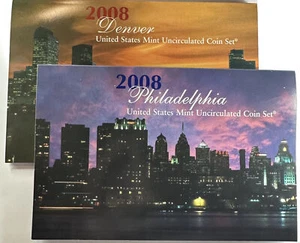 2008
Denver
United States Mint Uncirculated Coin Set®
2008
Philadelphia
United States Mint Uncirculated Coin Set®